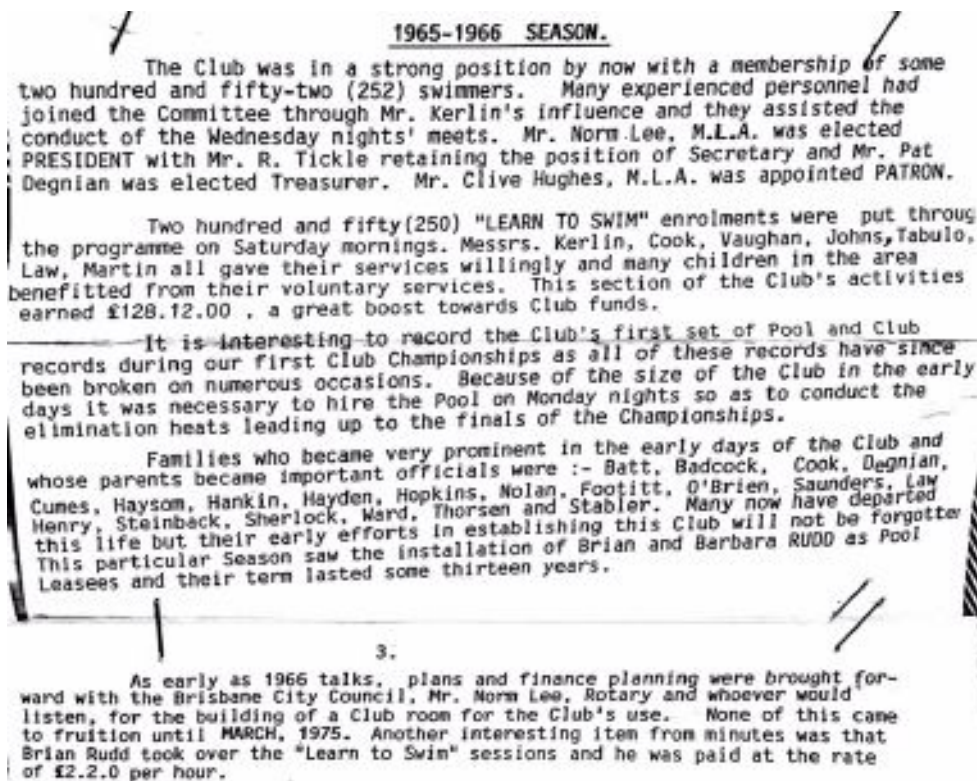 1965-1966 SEASON.
The Club was in a strong position by now with a membership of some
two hundred and fifty-two (252) swimmers. Many experienced personnel had
joined the Committee through Mr. Kerlin's influence and they assisted the
conduct of the Wednesday nights' meets. Mr. Norm Lee, M.L.A. was elected
PRESIDENT with Mr. R. Tickle retaining the position of Secretary and Mr. Pat
Degnian was elected Treasurer. Mr. Clive Hughes, M.L.A. was appointed PATRON.
Two hundred and fifty(250) "LEARN TO SWIM" enrolments were put throug
the programme on Saturday mornings. Messrs. Kerlin, Cook, Vaughan, Johns, Tabulo,
Law, Martin all gave their services willingly and many children in the area
benefitted from their voluntary services. This section of the Club's activities
earned £128.12.00 . a great boost towards Club funds.
It is interesting to record the Club's first set of Pool and Club
records during our first Club Championships as all of these records have since
been broken on numerous occasions. Because of the size of the Club in the early
days it was necessary to hire the Pool on Monday nights so as to conduct the
elimination heats leading up to the finals of the Championships.
Families who became very prominent in the early days of the Club and
whose parents became important officials were :- Batt, Badcock, Cook, Degnian,
Cumes, Haysom, Hankin, Hayden, Hopkins, Nolan, Footitt, O'Brien, Saunders, Law
Henry, Steinback, Sherlock, Ward, Thorsen and Stabler. Many now have departed
this life but their early efforts in establishing this Club will not be forgotten
This particular Season saw the installation of Brian and Barbara RUDD as Pool
Leasees and their term lasted some thirteen years.
3.
As early as 1966 talks, plans and finance planning were brought for-
ward with the Brisbane City Council, Mr. Norm Lee, Rotary and whoever would
listen, for the building of a Club room for the Club's use. None of this came
to fruition until MARCH, 1975. Another interesting item from minutes was that
Brian Rudd took over the "Learn to Swim" sessions and he was paid at the rate
of £2.2.0 per hour.